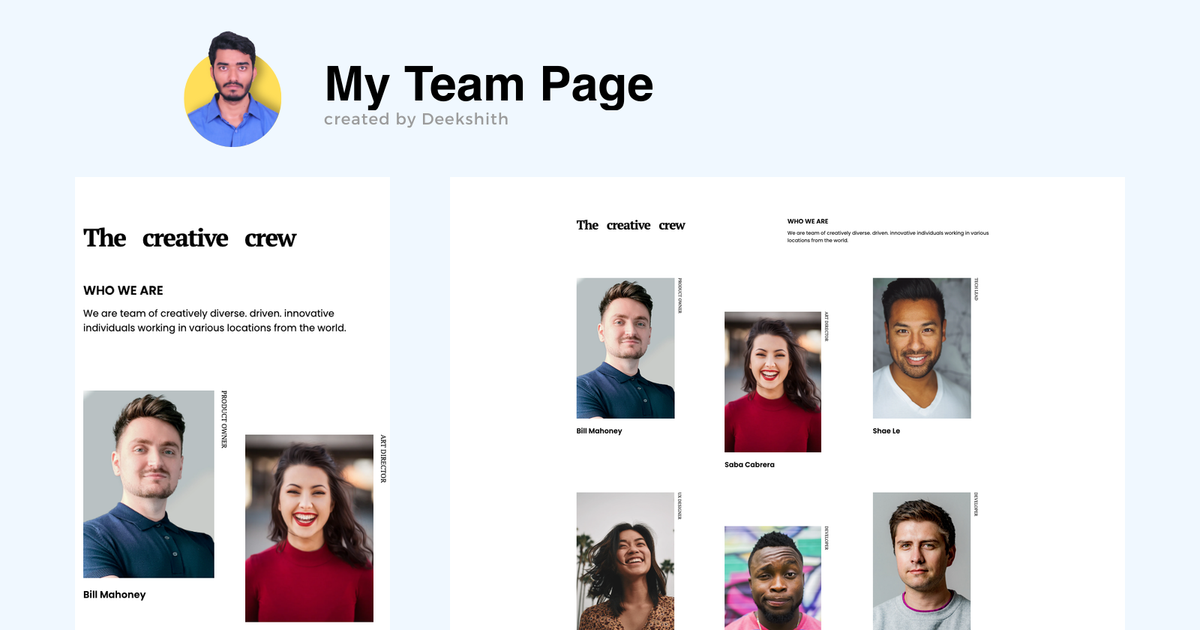 My Team Page
created by Deekshith
The creative crew
WHO WE ARE
We are team of creatively diverse. driven. innovative
individuals working in various locations from the world.
PRODUCT OWNER
ART DIRECTOR
Bill Mahoney
The creative crew
WHO WE ARE
We are team of creatively diverse. driven. innovative individuals working in various
locations from the world.
PRODUCT OWNER
ART DIRECTOR
TECH LEAD
Bill Mahoney
Saba Cabrera
Shae Le
UX DESIGNER
DEVELOPER
DEVELOPER